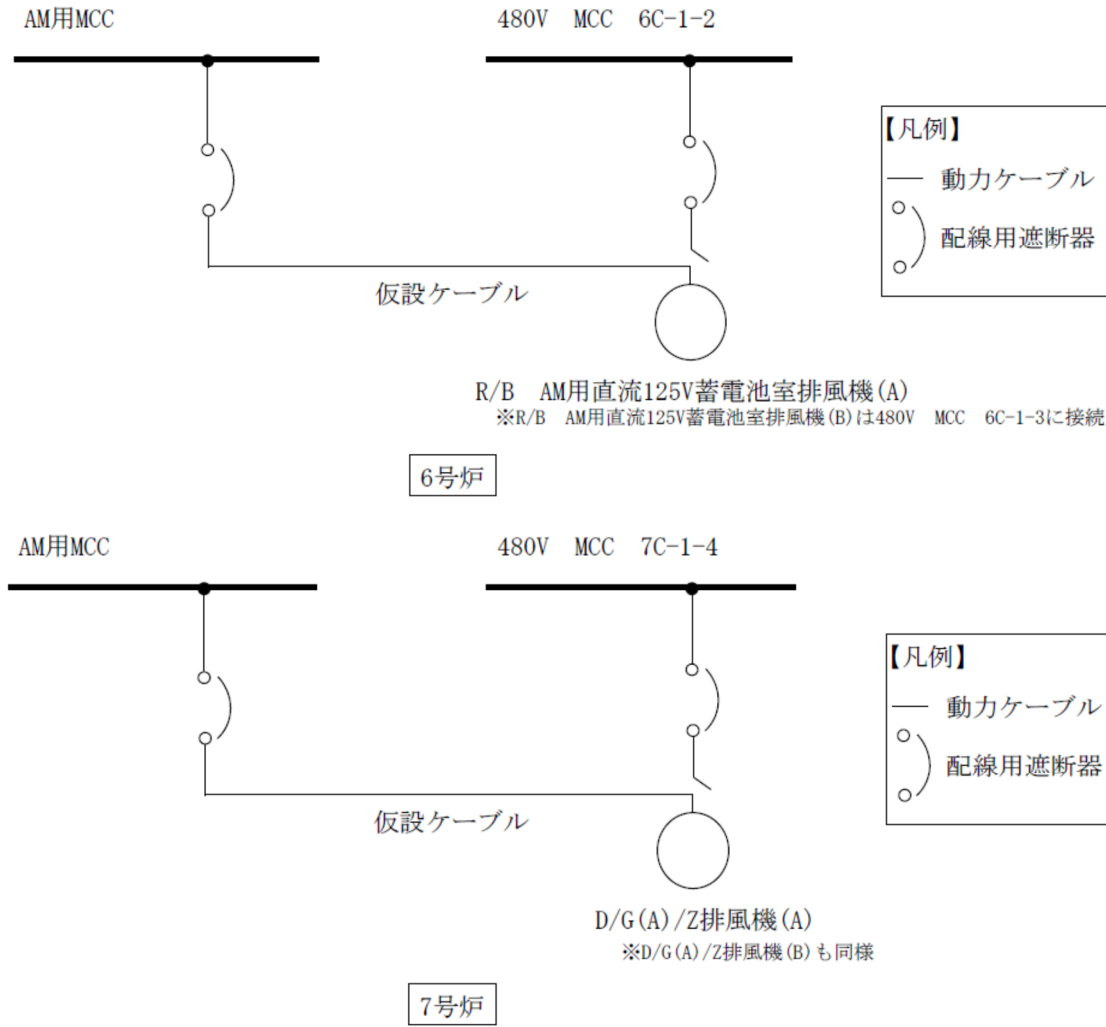 AM用MCC
480V MCC 6C-1-2
【凡例】
動力ケーブル
配線用遮断器
仮設ケーブル
R/B AM用直流125V蓄電池室排風機(A)
※R/B AM用直流125V蓄電池室排風機(B)は480V MCC 6C-1-3に接続
6号炉
AM用MCC
480V MCC 7C-1-4
【凡例】
動力ケーブル
配線用遮断器
仮設ケーブル
D/G(A)/Z排風機(A)
※D/G(A)/Z排風機(B)も同様
7号炉